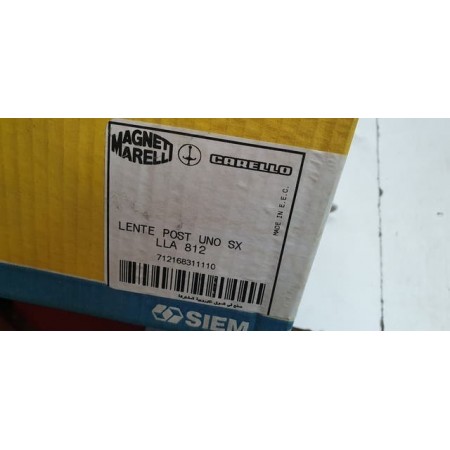 MAGNETI MARELLI CARELLO
MADE IN E.E.C.
LENTE POST UNO SX
LLA 812
712168311110
SIEM